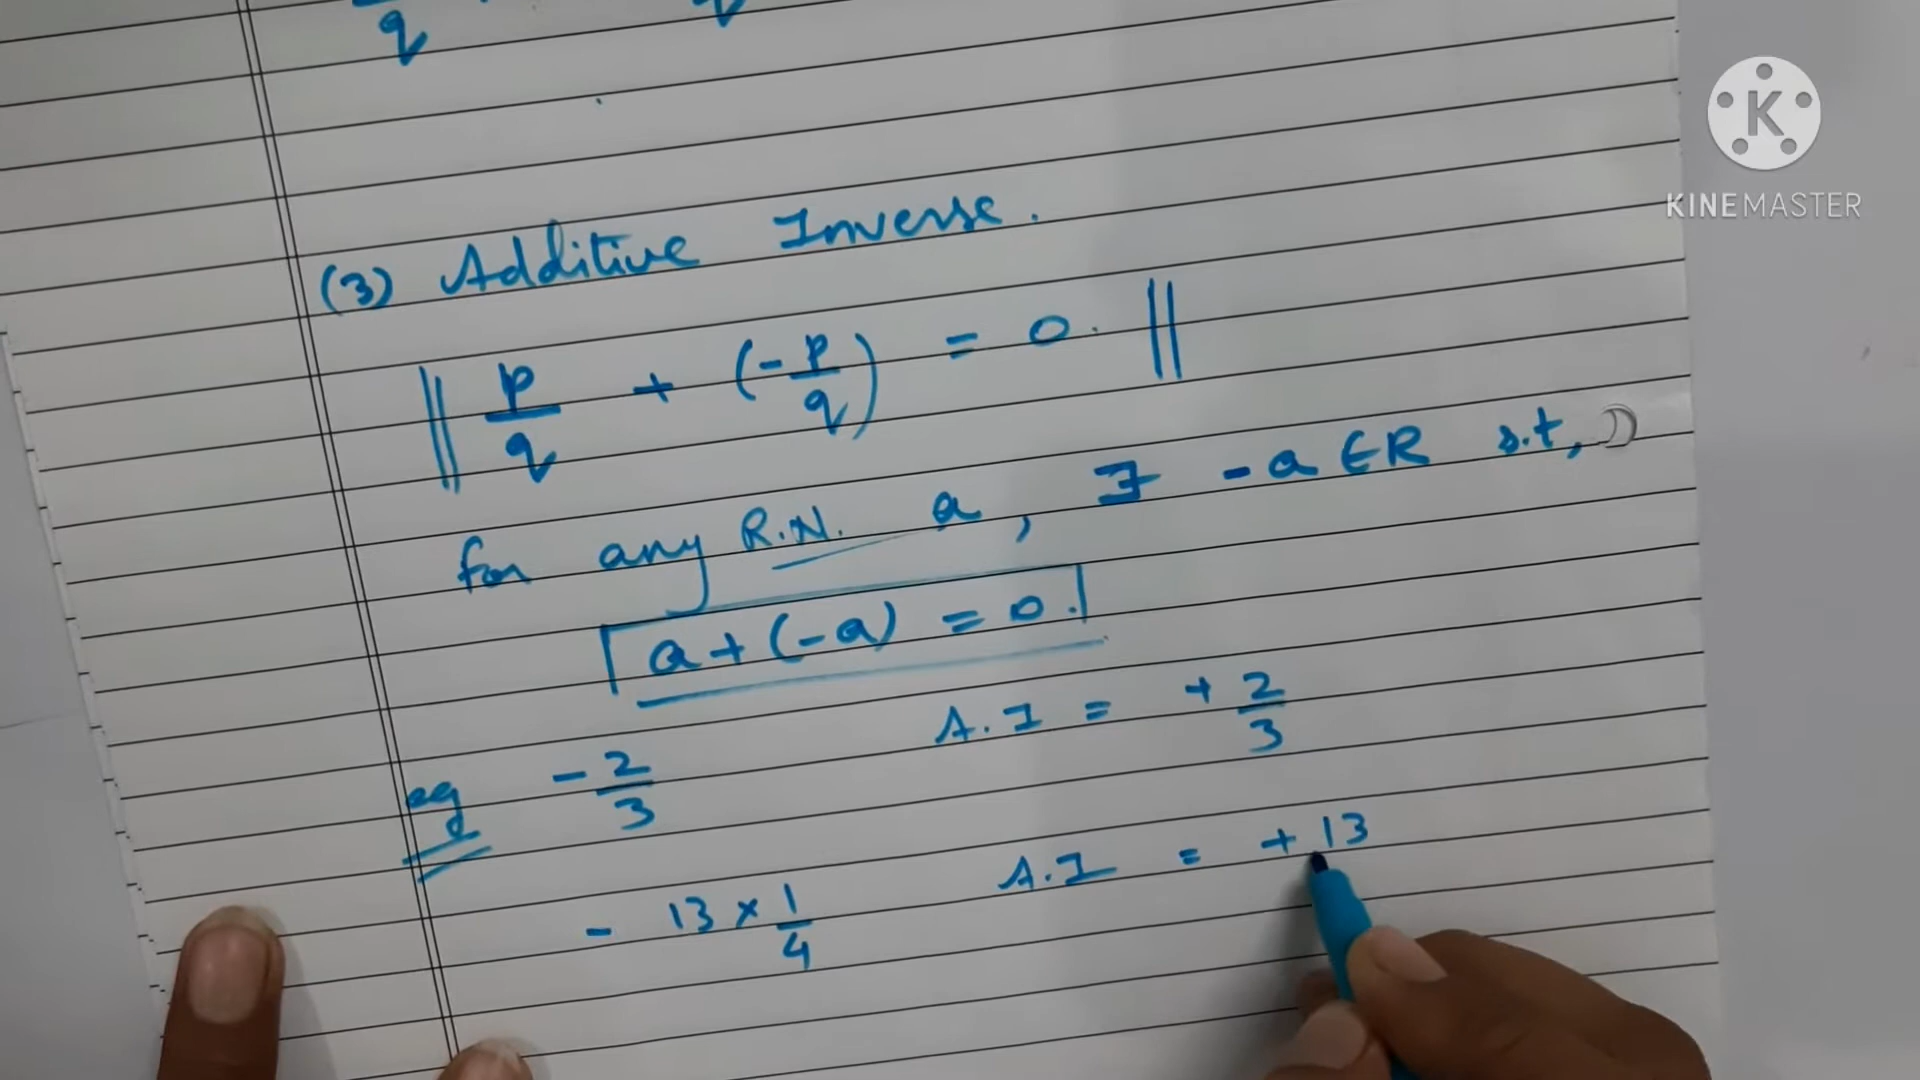 q q
K
KINEMASTER
(3) Additive Inverse.
p/q + (-p/q) = 0.
for any R.N. a, ∃ -a ∈ R s.t,
a + (-a) = 0.
eg -2/3 A.I = +2/3
- 13 × 1/4 A.I = + 13